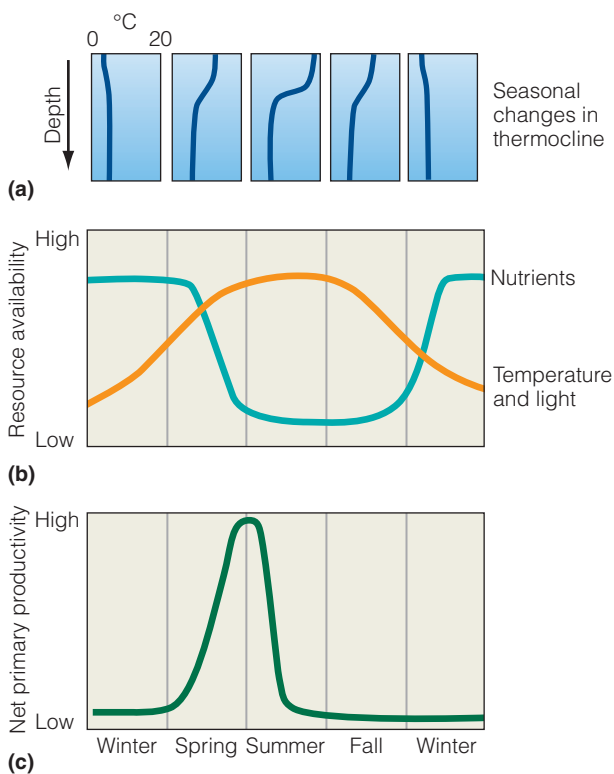 °C
0 20
Depth
Seasonal
changes in
thermocline
(a)
High
Resource availability
Low
Nutrients
Temperature
and light
(b)
High
Net primary productivity
Low
Winter Spring Summer Fall Winter
(c)